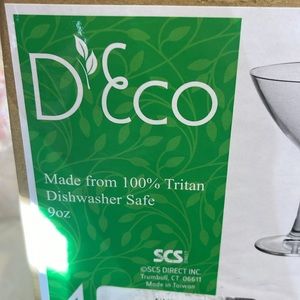 D'Eco
Made from 100% Tritan
Dishwasher Safe
9oz
SCS
©SCS DIRECT INC.
Trumbull, CT 06611
Made in Taiwan